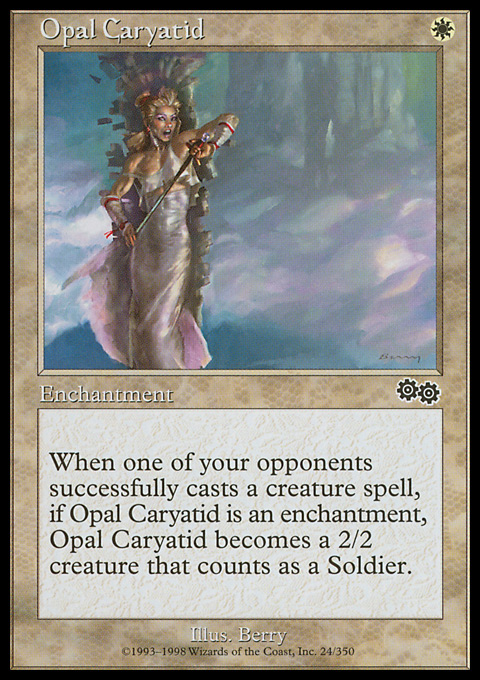 Opal Caryatid
Berry
Enchantment
When one of your opponents
successfully casts a creature spell,
if Opal Caryatid is an enchantment,
Opal Caryatid becomes a 2/2
creature that counts as a Soldier.
Illus. Berry
©1993–1998 Wizards of the Coast, Inc. 24/350